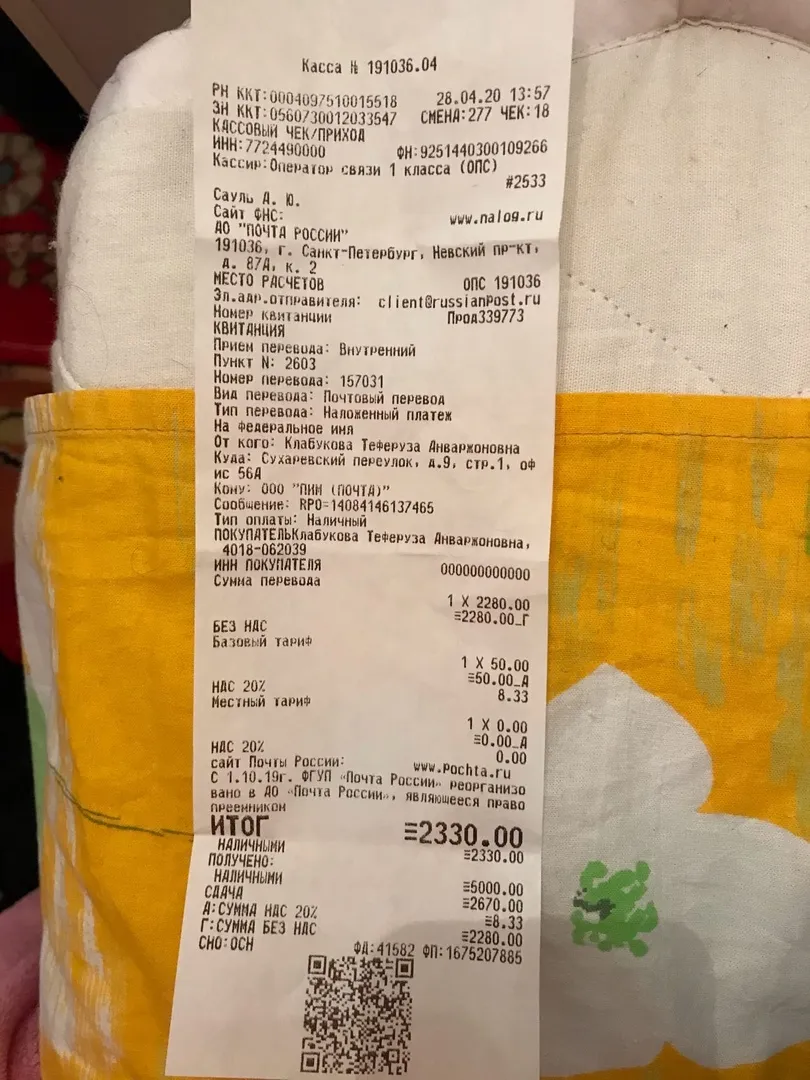 Касса № 191036.04
РН ККТ:0004097510015518 28.04.20 13:57
ЗН ККТ:0560730012033547 СМЕНА:277 ЧЕК:18
КАССОВЫЙ ЧЕК/ПРИХОД
ИНН:7724490000 ФН:9251440300109266
Кассир:Оператор связи 1 класса (ОПС)
#2533
Сауль А. Ю.
Сайт ФНС: www.nalog.ru
АО "ПОЧТА РОССИИ"
191036, г. Санкт-Петербург, Невский пр-кт,
д. 87А, к. 2
МЕСТО РАСЧЕТОВ ОПС 191036
Эл.адр.отправителя: client@russianpost.ru
Номер квитанции Прод339773
КВИТАНЦИЯ
Прием перевода: Внутренний
Пункт N: 2603
Номер перевода: 157031
Вид перевода: Почтовый перевод
Тип перевода: Наложенный платеж
На федеральное имя
От кого: Клабукова Теферуза Анваржоновна
Куда: Сухаревский переулок, д.9, стр.1, оф
ис 56А
Кому: ООО "ПИМ (ПОЧТА)"
Сообщение: RPO=14084146137465
Тип оплаты: Наличный
ПОКУПАТЕЛЬКлабукова Теферуза Анваржоновна,
4018-062039
ИНН ПОКУПАТЕЛЯ 000000000000
Сумма перевода
1 X 2280.00
≡2280.00_Г
БЕЗ НДС
Базовый тариф
1 X 50.00
≡50.00_А
НДС 20% 8.33
Местный тариф
1 X 0.00
≡0.00_А
НДС 20% 0.00
сайт Почты России: www.pochta.ru
С 1.10.19г. ФГУП «Почта России» реорганизо
вано в АО «Почта России», являющееся право
преемником
ИТОГ ≡2330.00
НАЛИЧНЫМИ ≡2330.00
ПОЛУЧЕНО:
НАЛИЧНЫМИ ≡5000.00
СДАЧА ≡2670.00
А:СУММА НДС 20% ≡8.33
Г:СУММА БЕЗ НДС ≡2280.00
СНО:ОСН ФД:41582 ФП:1675207885